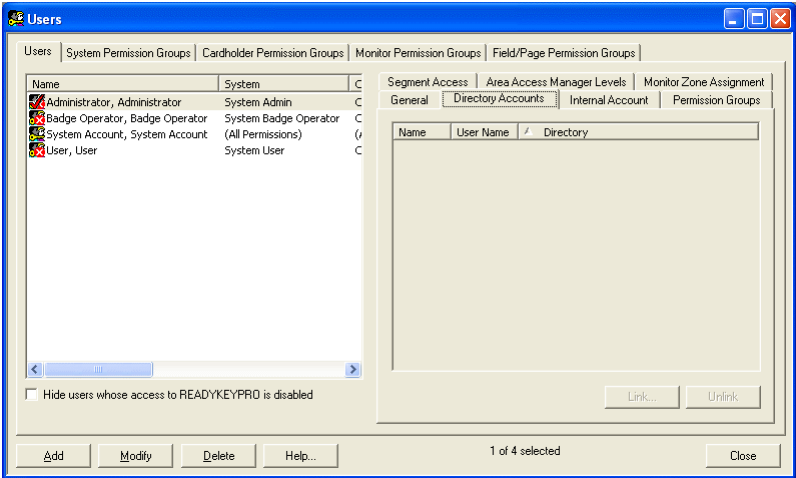 Users
Users System Permission Groups Cardholder Permission Groups Monitor Permission Groups Field/Page Permission Groups
Name System C
Administrator, Administrator System Admin C
Badge Operator, Badge Operator System Badge Operator C
System Account, System Account (All Permissions) (A
User, User System User C
Hide users whose access to READYKEYPRO is disabled
Segment Access Area Access Manager Levels Monitor Zone Assignment
General Directory Accounts Internal Account Permission Groups
Name User Name Directory
Link... Unlink
Add Modify Delete Help... 1 of 4 selected Close